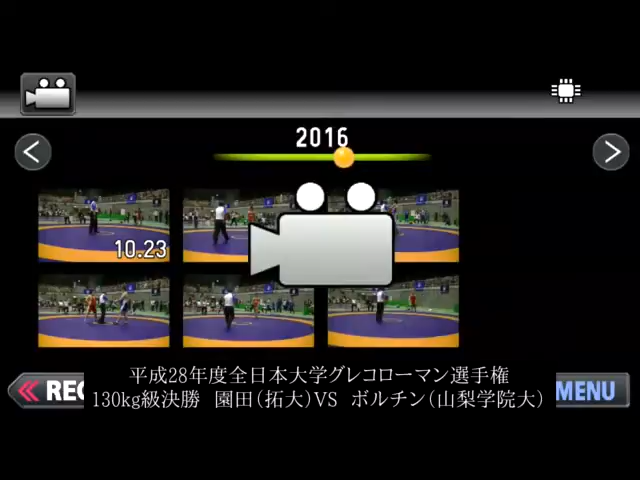 2016
10.23
REC
平成28年度全日本大学グレコローマン選手権
130kg級決勝 園田(拓大)VS ボルチン(山梨学院大)
MENU